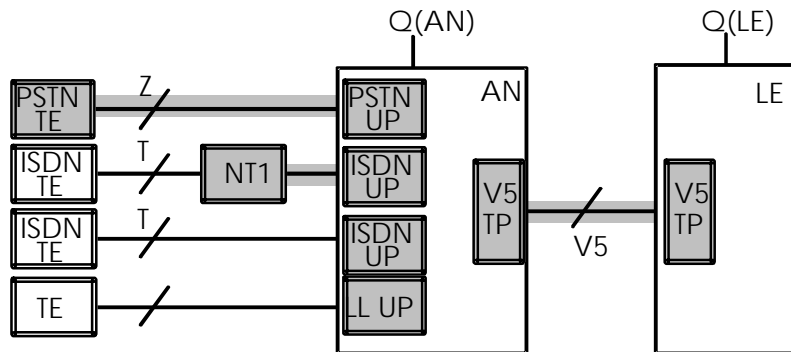 Q(AN)
Q(LE)
PSTN
TE
Z
PSTN
UP
AN
LE
ISDN
TE
T
NT1
ISDN
UP
V5
TP
V5
V5
TP
ISDN
TE
T
ISDN
UP
TE
LL UP